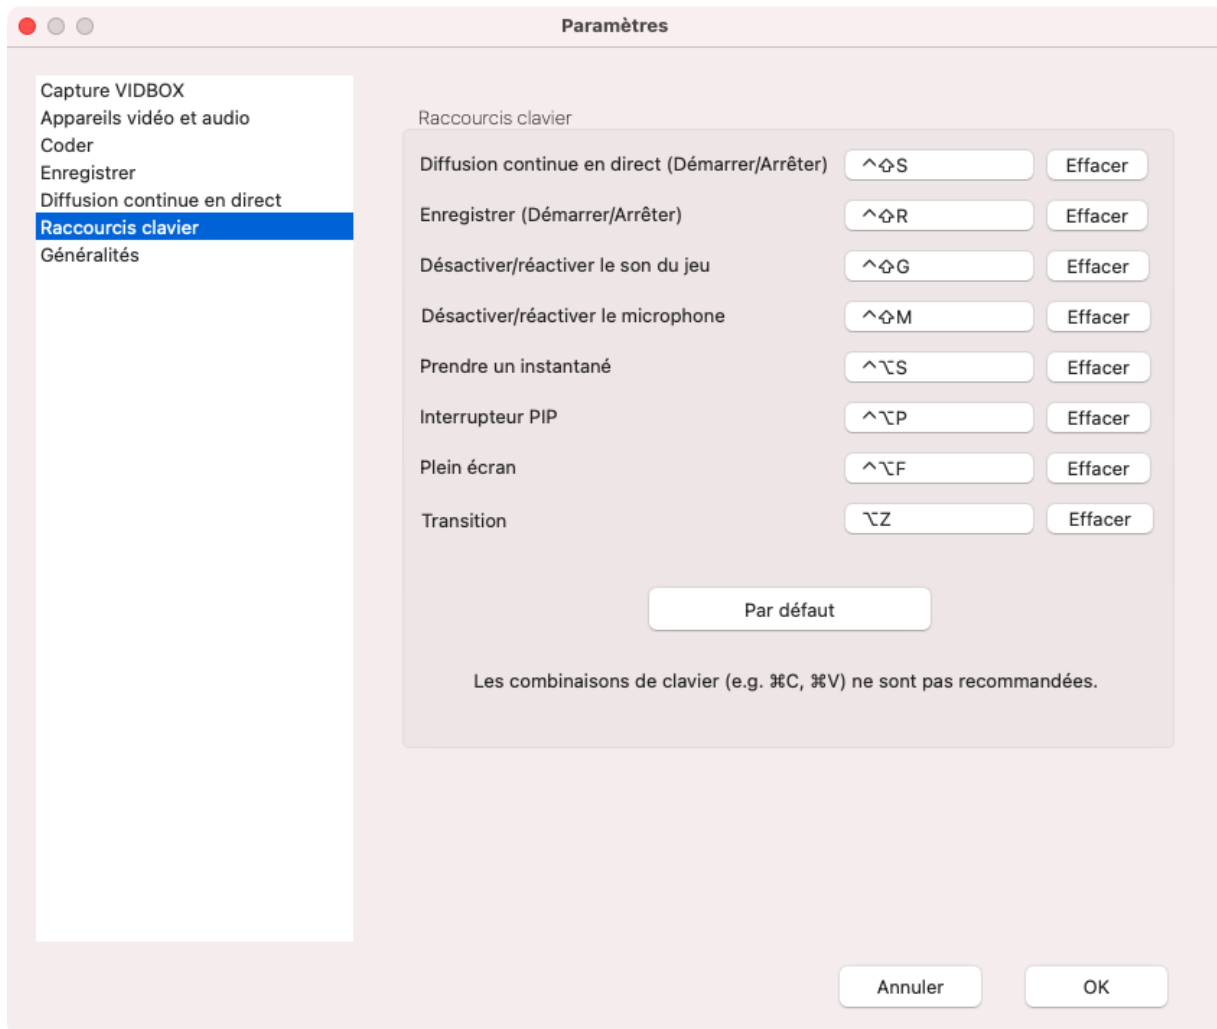 Paramètres
Capture VIDBOX
Appareils vidéo et audio
Coder
Enregistrer
Diffusion continue en direct
Raccourcis clavier
Généralités
Raccourcis clavier
Diffusion continue en direct (Démarrer/Arrêter) ^⇧S Effacer
Enregistrer (Démarrer/Arrêter) ^⇧R Effacer
Désactiver/réactiver le son du jeu ^⇧G Effacer
Désactiver/réactiver le microphone ^⇧M Effacer
Prendre un instantané ^⌥S Effacer
Interrupteur PIP ^⌥P Effacer
Plein écran ^⌥F Effacer
Transition ⌥Z Effacer
Par défaut
Les combinaisons de clavier (e.g. ⌘C, ⌘V) ne sont pas recommandées.
Annuler OK